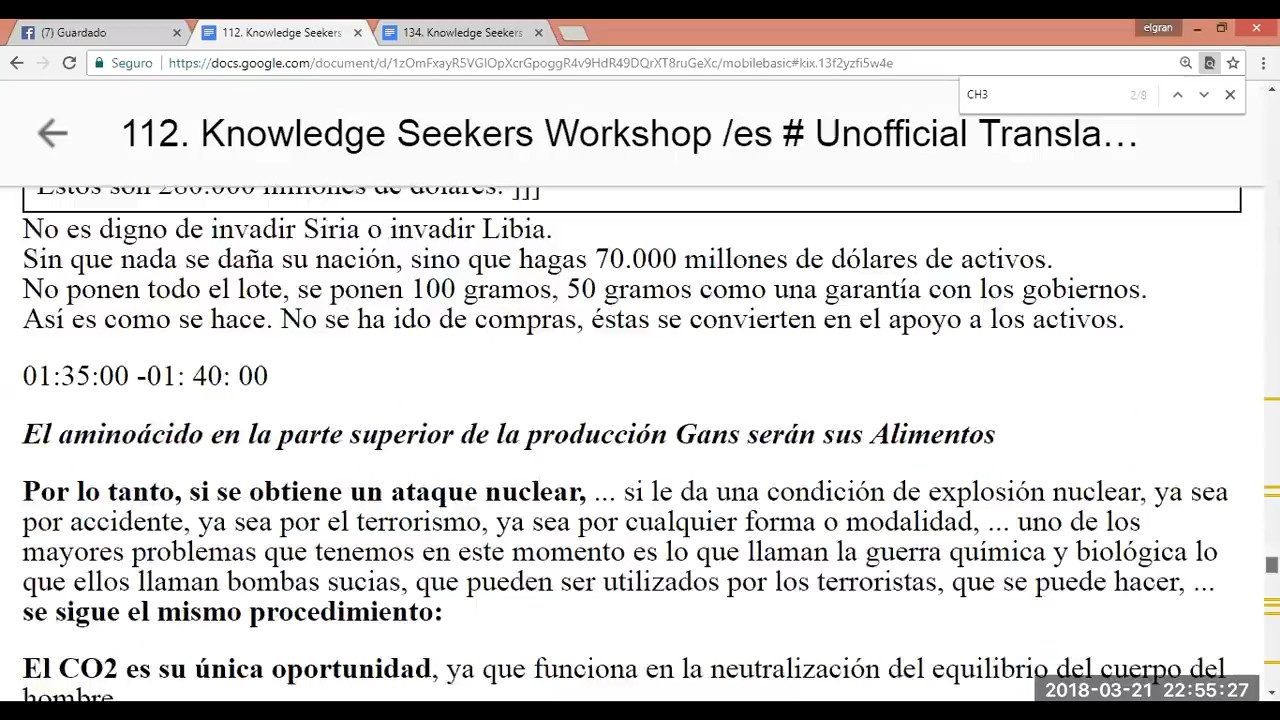 (7) Guardado
112. Knowledge Seekers
134. Knowledge Seekers
elgran
Seguro
https://docs.google.com/document/d/1zOmFxayR5VGlOpXcrGpoggR4v9HdR49DQrXT8ruGeXc/mobilebasic#kix.13f2yzfi5w4e
CH3
2/8
112. Knowledge Seekers Workshop /es # Unofficial Transla...
Estos son 280.000 millones de dólares. ]]]
No es digno de invadir Siria o invadir Libia.
Sin que nada se daña su nación, sino que hagas 70.000 millones de dólares de activos.
No ponen todo el lote, se ponen 100 gramos, 50 gramos como una garantía con los gobiernos.
Así es como se hace. No se ha ido de compras, éstas se convierten en el apoyo a los activos.
01:35:00 -01: 40: 00
El aminoácido en la parte superior de la producción Gans serán sus Alimentos
Por lo tanto, si se obtiene un ataque nuclear, ... si le da una condición de explosión nuclear, ya sea
por accidente, ya sea por el terrorismo, ya sea por cualquier forma o modalidad, ... uno de los
mayores problemas que tenemos en este momento es lo que llaman la guerra química y biológica lo
que ellos llaman bombas sucias, que pueden ser utilizados por los terroristas, que se puede hacer, ...
se sigue el mismo procedimiento:
El CO2 es su única oportunidad, ya que funciona en la neutralización del equilibrio del cuerpo del
hombre
2018-03-21 22:55:27